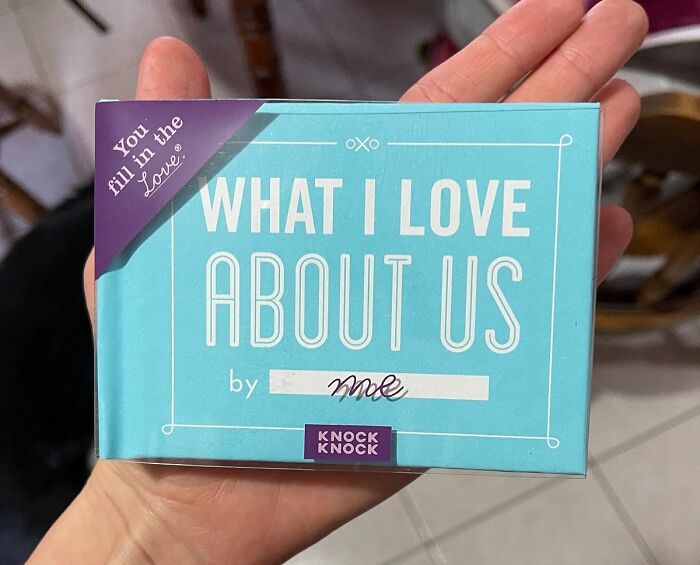 You
fill in the
Love.®
oXo
WHAT I LOVE
ABOUT US
by me
KNOCK
KNOCK